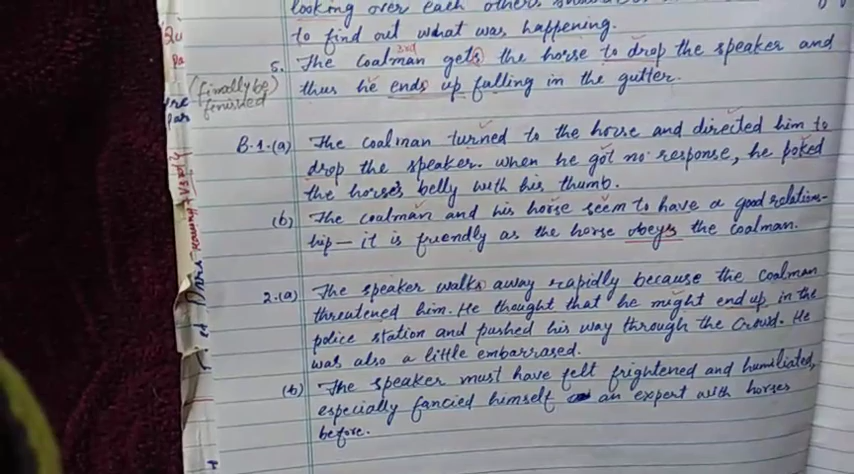 looking over each others
to find out what was happening.
3rd
5. The coalman gets the horse to drop the speaker and
(finally be finished)
thus he ends up falling in the gutter.
B.1.(a) The coalman turned to the horse and directed him to
drop the speaker. When he got no response, he poked
the horse's belly with his thumb.
(b) The coalman and his horse seem to have a good relations-
hip — it is friendly as the horse obeys the coalman.
2.(a) The speaker walks away rapidly because the coalman
threatened him. He thought that he might end up in the
police station and pushed his way through the crowd. He
was also a little embarrased.
(b) The speaker must have felt frightened and humiliated,
especially fancied himself an expert with horses
before.